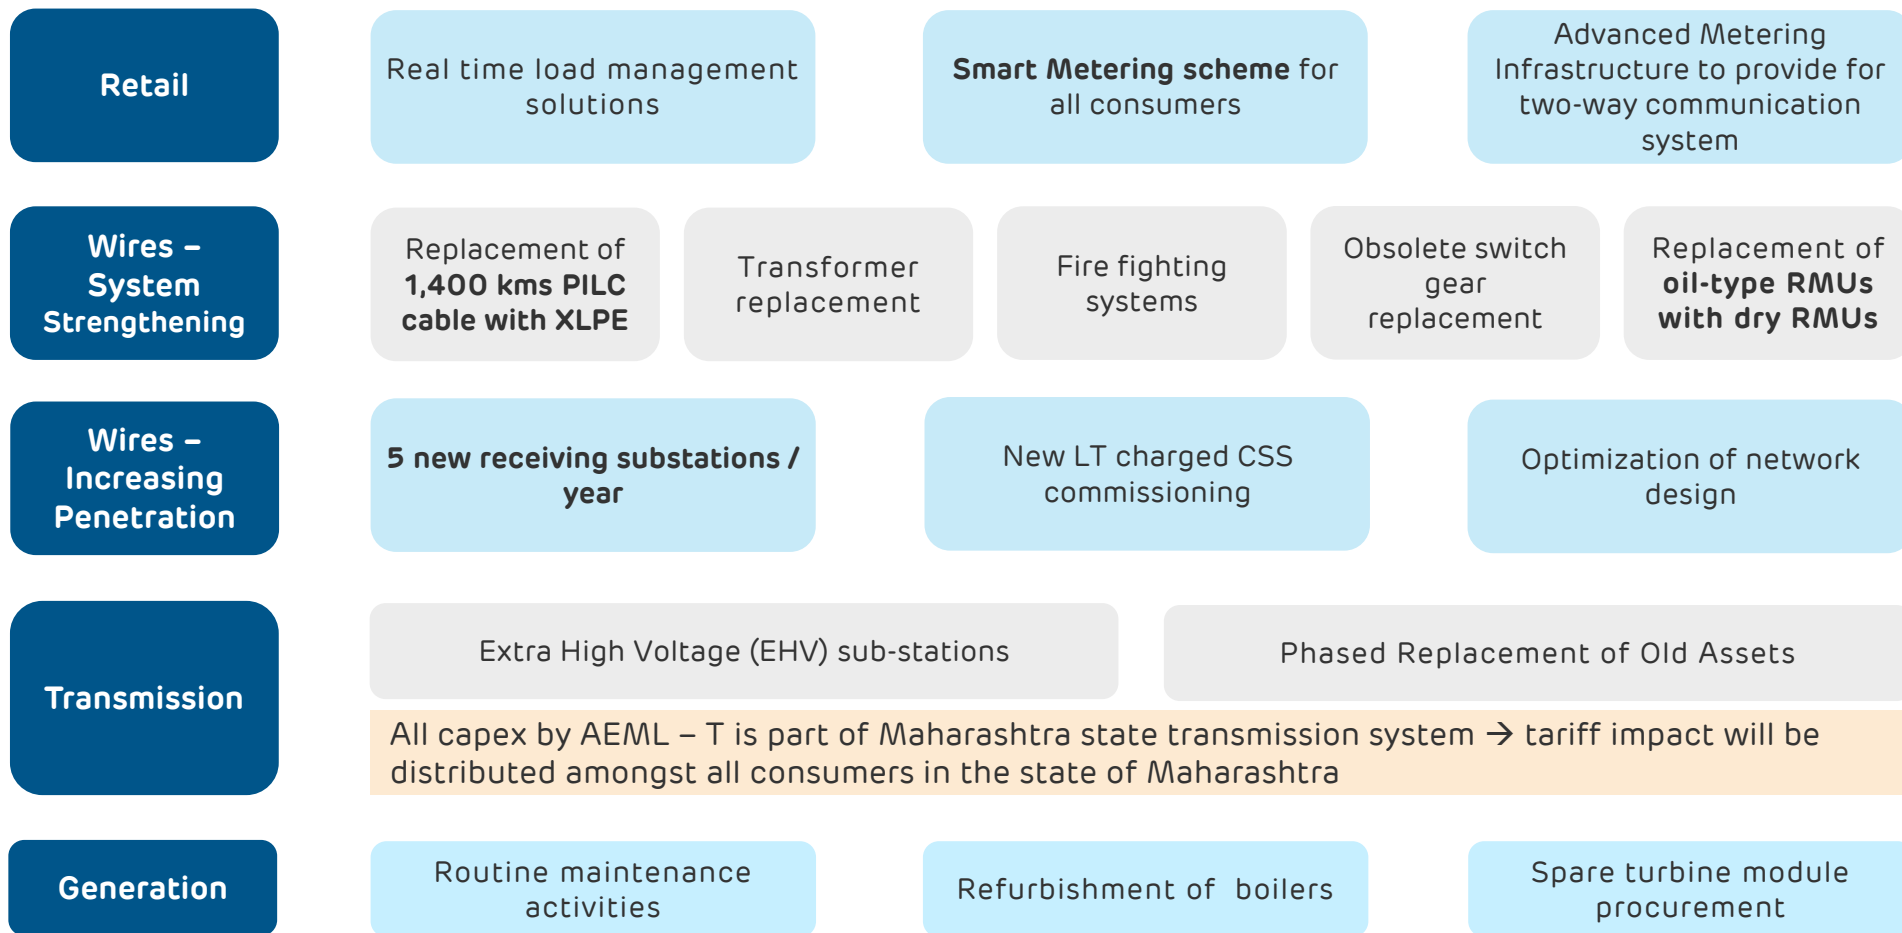 Retail
Real time load management
solutions
Smart Metering scheme for
all consumers
Advanced Metering
Infrastructure to provide for
two-way communication
system
Wires –
System
Strengthening
Replacement of
1,400 kms PILC
cable with XLPE
Transformer
replacement
Fire fighting
systems
Obsolete switch
gear
replacement
Replacement of
oil-type RMUs
with dry RMUs
Wires –
Increasing
Penetration
5 new receiving substations /
year
New LT charged CSS
commissioning
Optimization of network
design
Transmission
Extra High Voltage (EHV) sub-stations
Phased Replacement of Old Assets
All capex by AEML – T is part of Maharashtra state transmission system → tariff impact will be
distributed amongst all consumers in the state of Maharashtra
Generation
Routine maintenance
activities
Refurbishment of boilers
Spare turbine module
procurement